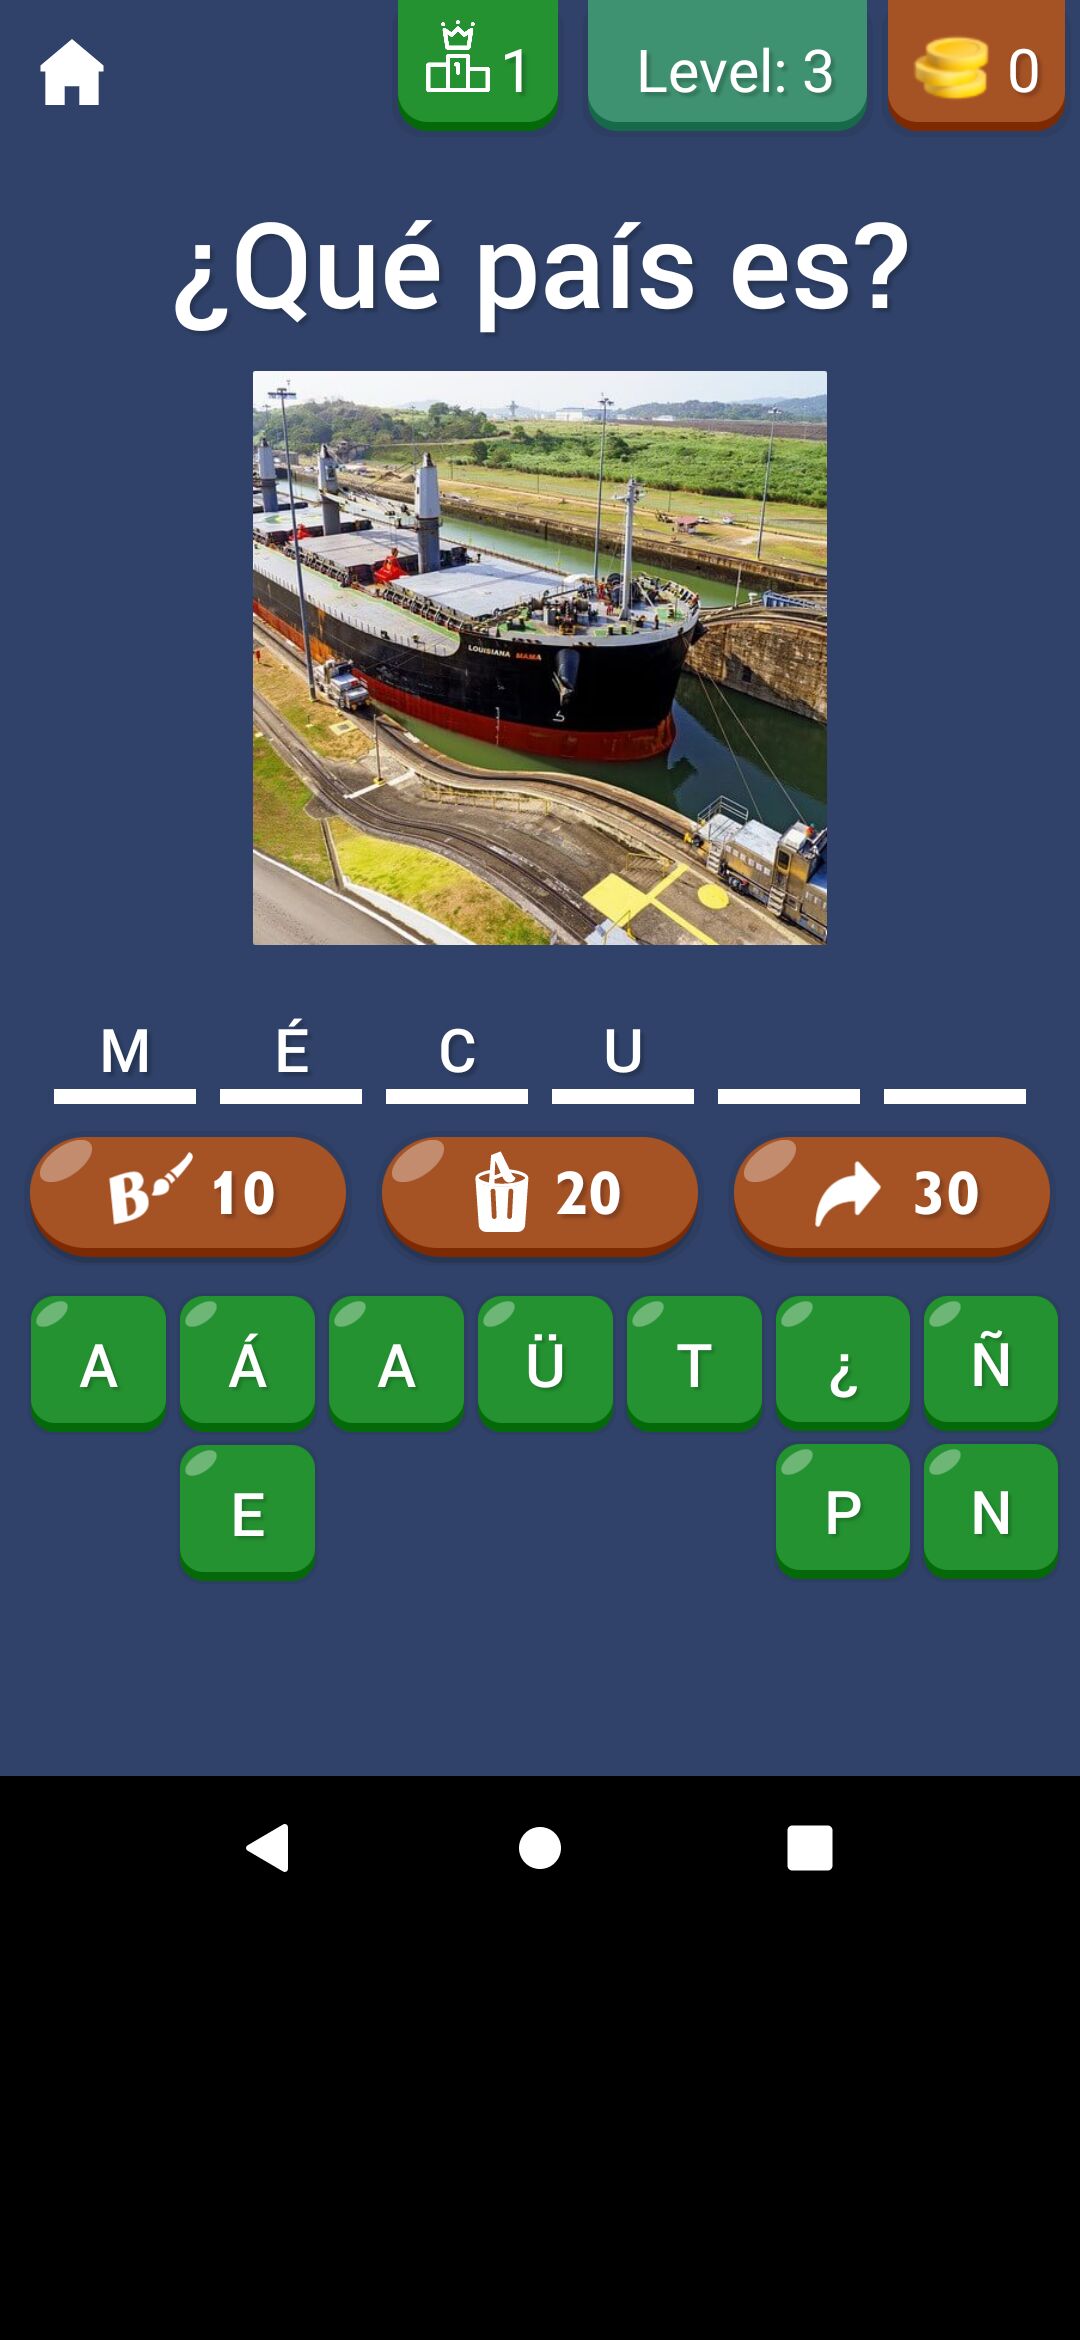 1
Level: 3
0
¿Qué país es?
LOUISIANA MAMA
M É C U
B 10
20
30
A Á A Ü T ¿ Ñ
E P N